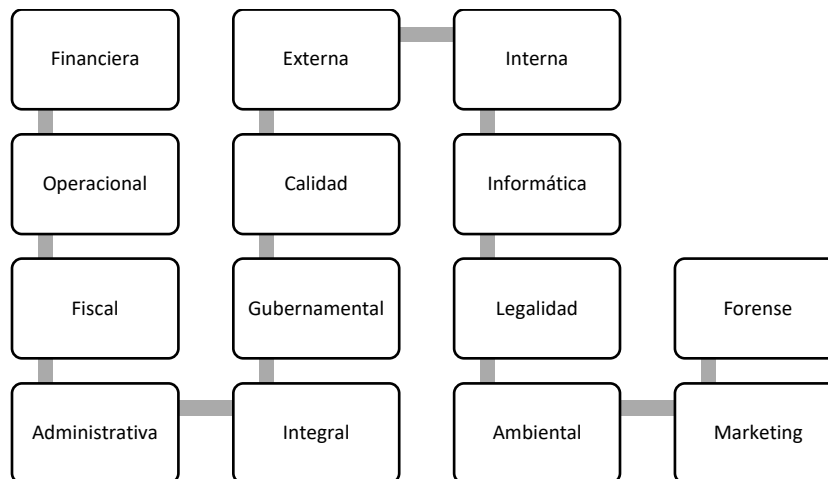 Financiera
Operacional
Fiscal
Administrativa
Integral
Gubernamental
Calidad
Externa
Interna
Informática
Legalidad
Ambiental
Marketing
Forense